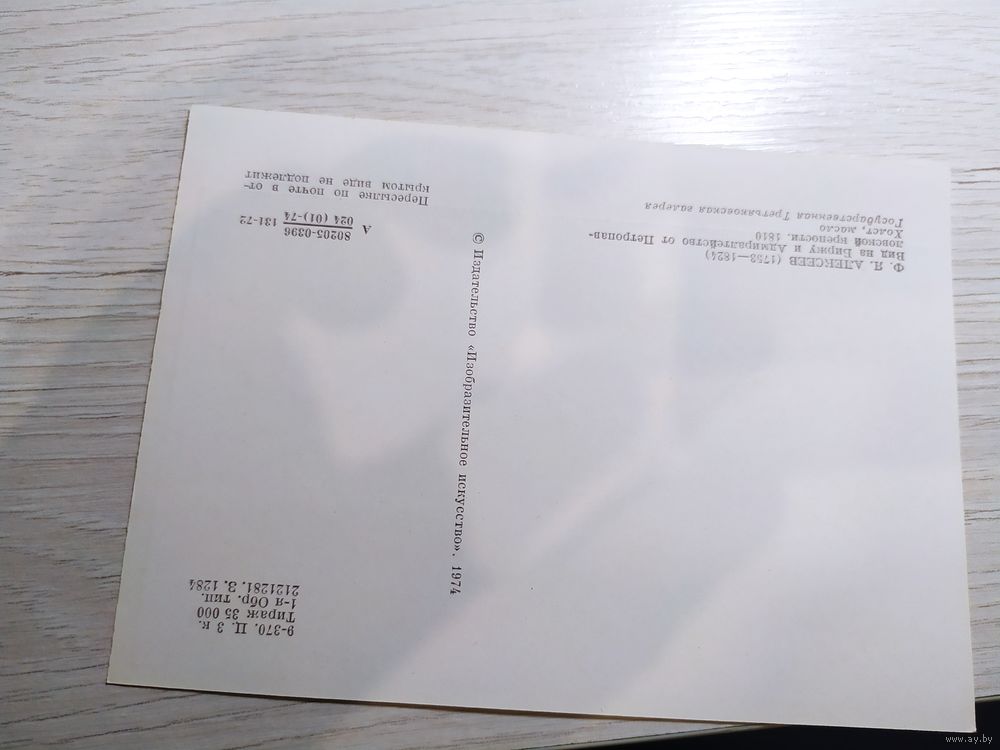 Ф. Я. АЛЕКСЕЕВ (1753—1824)
Вид на Биржу и Адмиралтейство от Петропав-
ловской крепости. 1810
Холст, масло
Государственная Третьяковская галерея
© Издательство «Изобразительное искусство». 1974
А 80205-0396 131-72
024 (01)-74
Пересылке по почте в от-
крытом виде не подлежит
9-370. Ц. 3 к.
Тираж 35 000
1-я Обр. тип.
2121281. З. 1284
www.ay.by